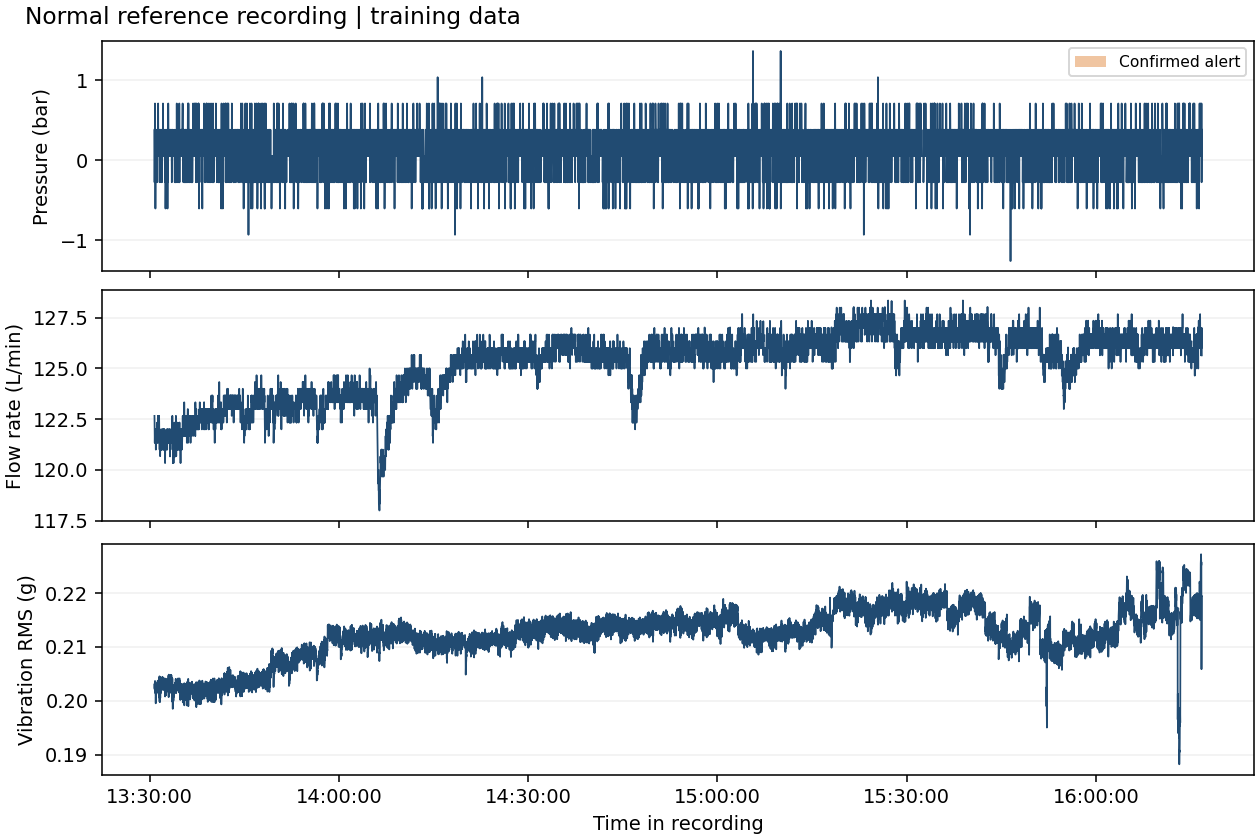 Normal reference recording | training data
Confirmed alert
Pressure (bar)
1
0
−1
Flow rate (L/min)
127.5
125.0
122.5
120.0
117.5
Vibration RMS (g)
0.22
0.21
0.20
0.19
13:30:00 14:00:00 14:30:00 15:00:00 15:30:00 16:00:00
Time in recording